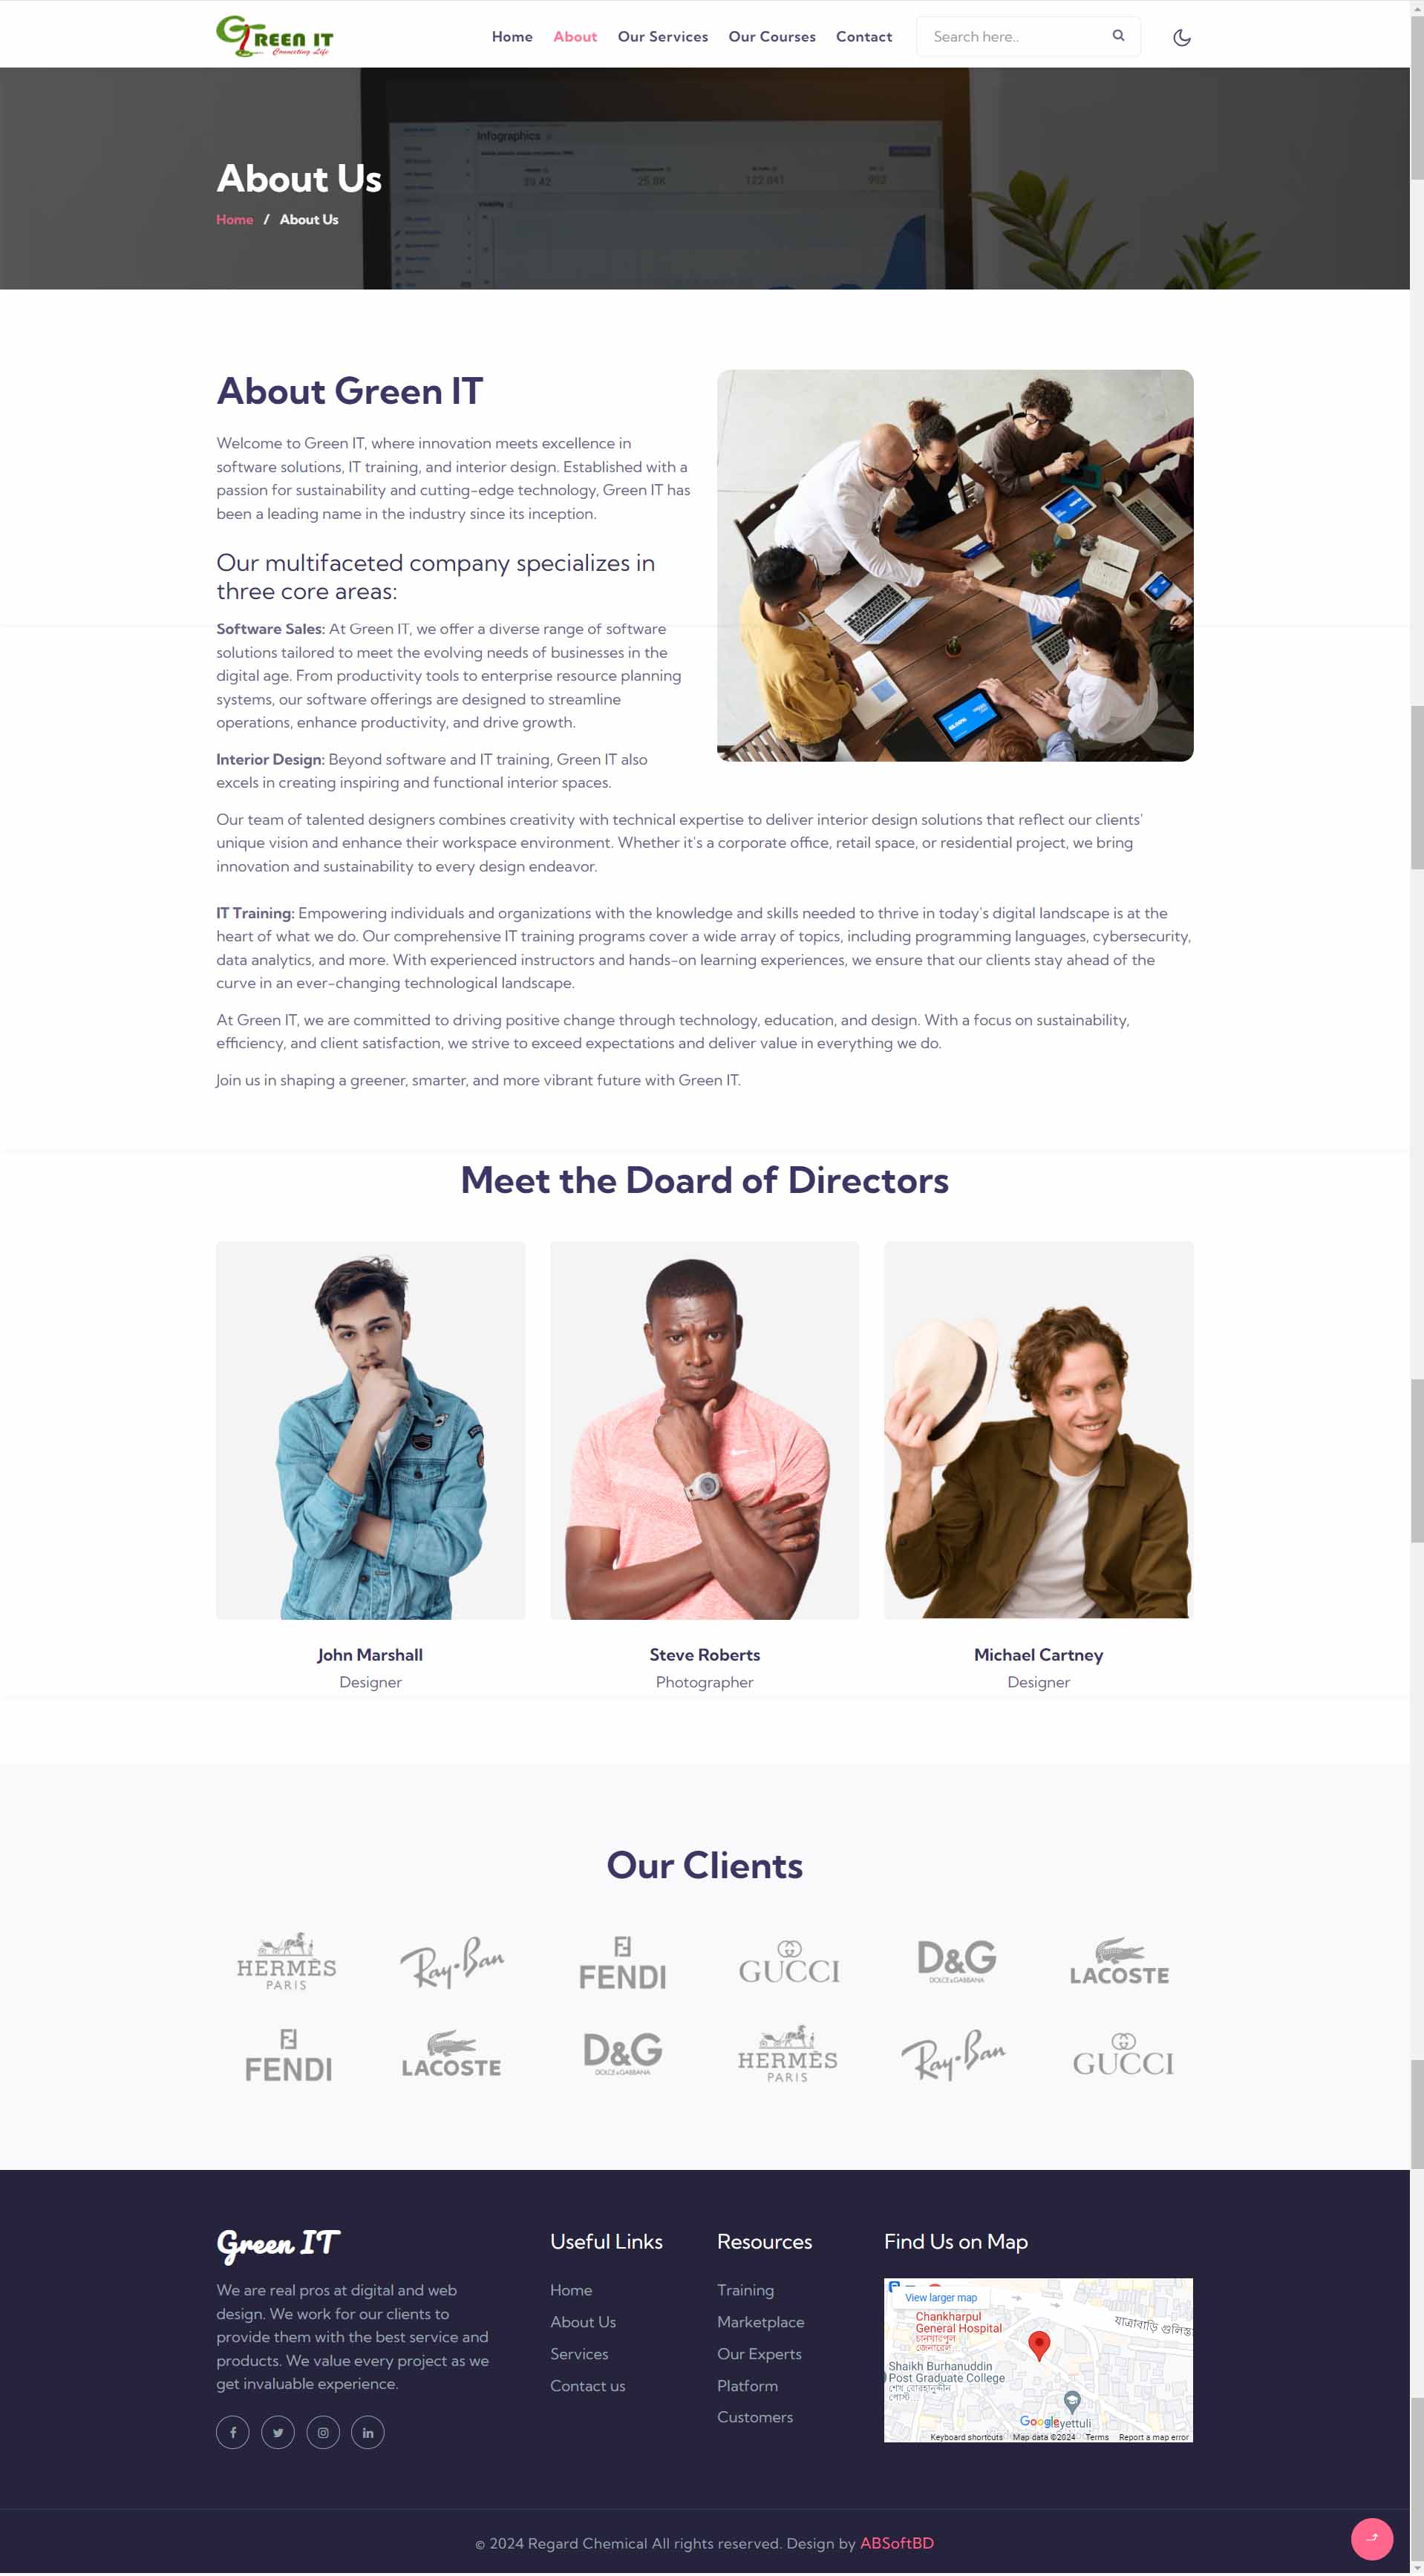 GREEN IT
Connecting Life
Home About Our Services Our Courses Contact Search here..
Infographics
39.42 25.8K 122.841 982
Visibility
About Us
Home / About Us
About Green IT
Welcome to Green IT, where innovation meets excellence in
software solutions, IT training, and interior design. Established with a
passion for sustainability and cutting-edge technology, Green IT has
been a leading name in the industry since its inception.
Our multifaceted company specializes in
three core areas:
Software Sales: At Green IT, we offer a diverse range of software
solutions tailored to meet the evolving needs of businesses in the
digital age. From productivity tools to enterprise resource planning
systems, our software offerings are designed to streamline
operations, enhance productivity, and drive growth.
Interior Design: Beyond software and IT training, Green IT also
excels in creating inspiring and functional interior spaces.
Our team of talented designers combines creativity with technical expertise to deliver interior design solutions that reflect our clients'
unique vision and enhance their workspace environment. Whether it's a corporate office, retail space, or residential project, we bring
innovation and sustainability to every design endeavor.
IT Training: Empowering individuals and organizations with the knowledge and skills needed to thrive in today's digital landscape is at the
heart of what we do. Our comprehensive IT training programs cover a wide array of topics, including programming languages, cybersecurity,
data analytics, and more. With experienced instructors and hands-on learning experiences, we ensure that our clients stay ahead of the
curve in an ever-changing technological landscape.
At Green IT, we are committed to driving positive change through technology, education, and design. With a focus on sustainability,
efficiency, and client satisfaction, we strive to exceed expectations and deliver value in everything we do.
Join us in shaping a greener, smarter, and more vibrant future with Green IT.
Meet the Doard of Directors
John Marshall
Designer
Steve Roberts
Photographer
Michael Cartney
Designer
Our Clients
HERMÈS
PARIS
Ray-Ban
FENDI
GUCCI
D&G
DOLCE & GABBANA
LACOSTE
FENDI
LACOSTE
D&G
DOLCE & GABBANA
HERMÈS
PARIS
Ray-Ban
GUCCI
Green IT
We are real pros at digital and web
design. We work for our clients to
provide them with the best service and
products. We value every project as we
get invaluable experience.
Useful Links
Home
About Us
Services
Contact us
Resources
Training
Marketplace
Our Experts
Platform
Customers
Find Us on Map
View larger map
Chankharpul
General Hospital
চানখারপুল
জেনারেল...
যাত্রাবাড়ি গুলিস্ত
Shaikh Burhanuddin
Post Graduate College
শেখ বোরহানুদ্দীন
পোস্ট...
Google
Keyboard shortcuts Map data ©2024 Terms Report a map error
© 2024 Regard Chemical All rights reserved. Design by ABSoftBD